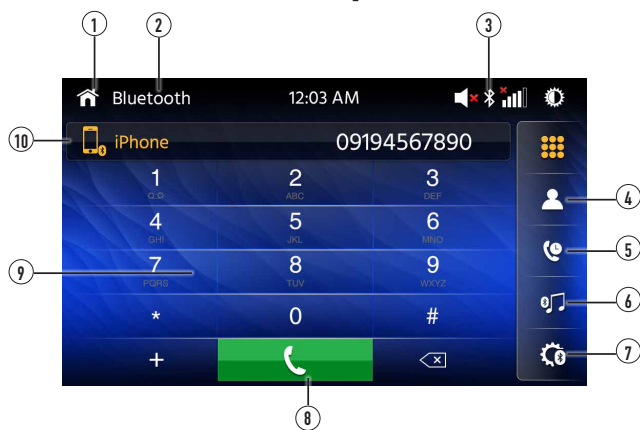 1 2 3
Bluetooth 12:03 AM
10 iPhone 09194567890
1 2 3
ABC DEF
4 5 6 4
GHI JKL MNO
5
7 8 9 6
9 PQRS TUV WXYZ
* 0 #
+ 7
8